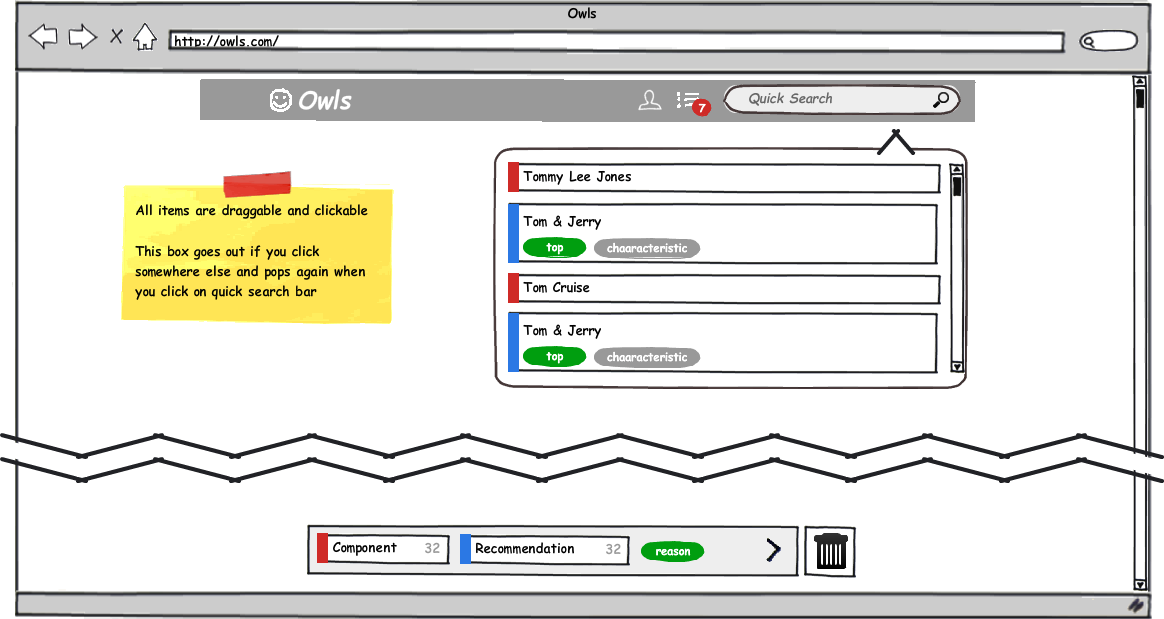 Owls
http://owls.com/
Owls
7
Quick Search
All items are draggable and clickable
This box goes out if you click
somewhere else and pops again when
you click on quick search bar
Tommy Lee Jones
Tom & Jerry
top chaaracteristic
Tom Cruise
Tom & Jerry
top chaaracteristic
Component 32
Recommendation 32
reason